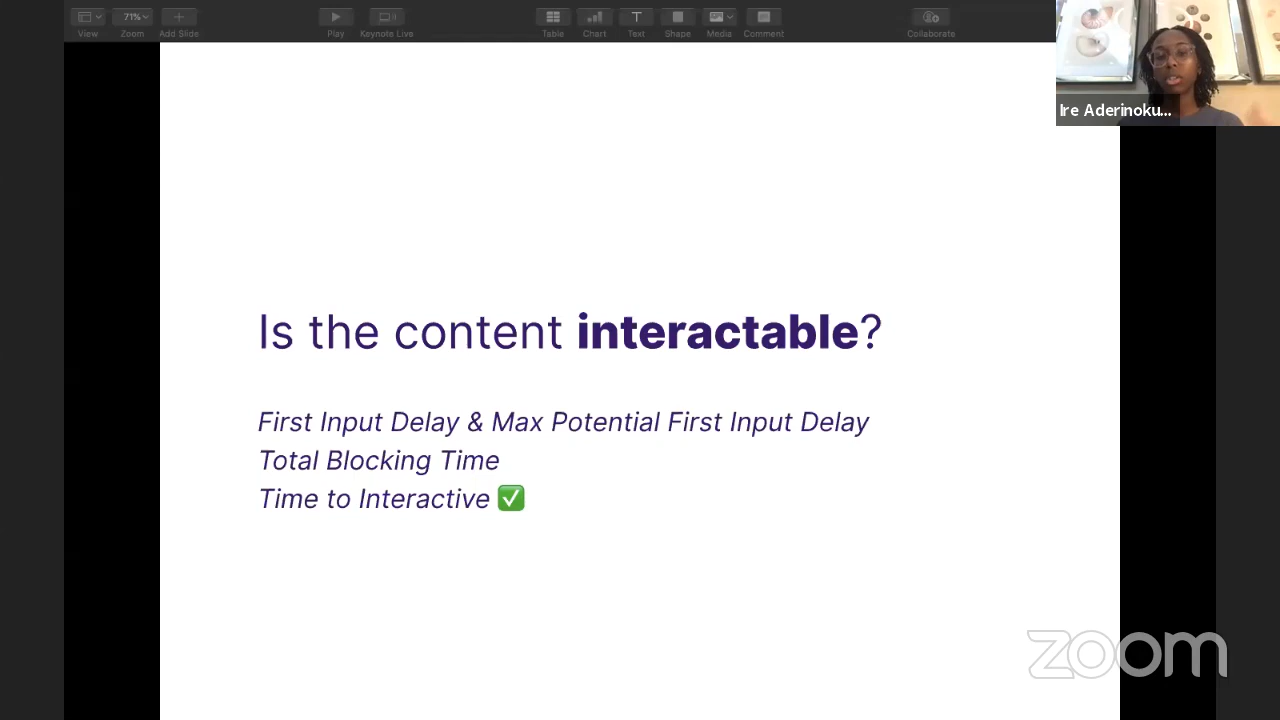 71%
View
Zoom
Add Slide
Play
Keynote Live
Table
Chart
Text
Shape
Media
Comment
Collaborate
Ire Aderinoku...
Is the content interactable?
First Input Delay & Max Potential First Input Delay
Total Blocking Time
Time to Interactive ✅
zoom